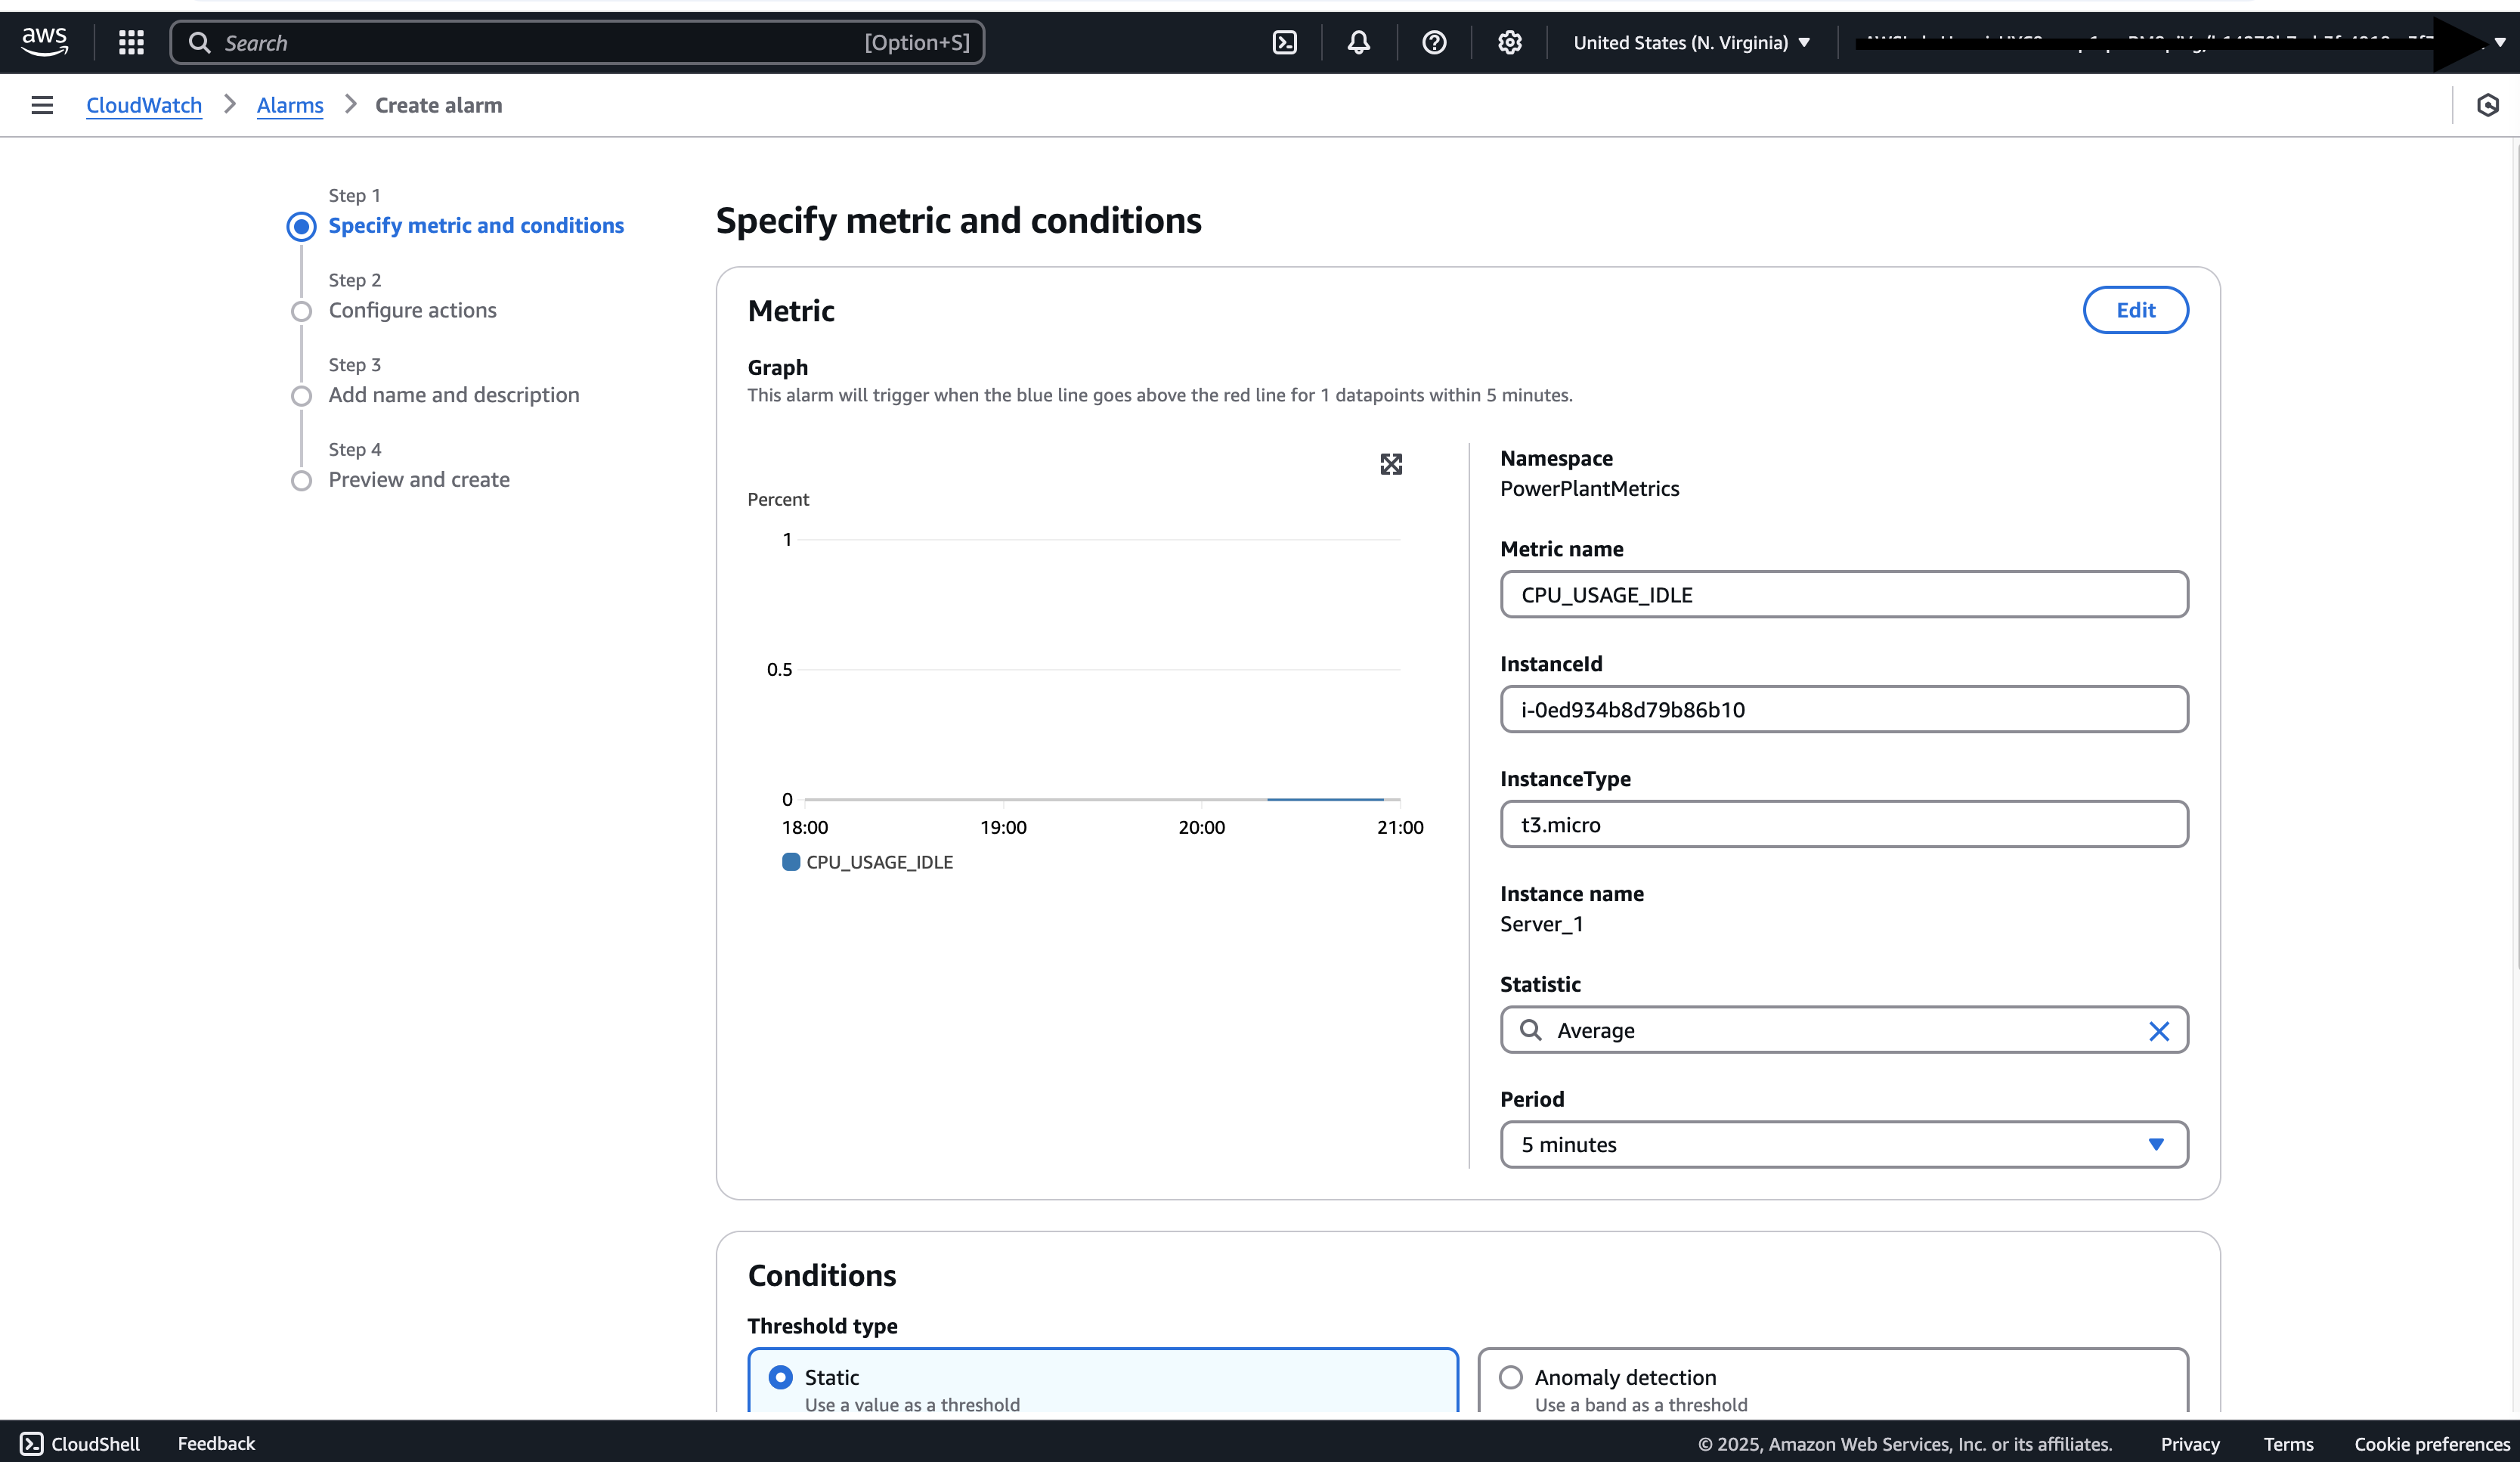 aws
Search
[Option+S]
United States (N. Virginia)
CloudWatch
Alarms
Create alarm
Step 1
Specify metric and conditions
Step 2
Configure actions
Step 3
Add name and description
Step 4
Preview and create
Specify metric and conditions
Metric
Edit
Graph
This alarm will trigger when the blue line goes above the red line for 1 datapoints within 5 minutes.
Percent
1
0.5
0
18:00
19:00
20:00
21:00
CPU_USAGE_IDLE
Namespace
PowerPlantMetrics
Metric name
CPU_USAGE_IDLE
InstanceId
i-0ed934b8d79b86b10
InstanceType
t3.micro
Instance name
Server_1
Statistic
Average
Period
5 minutes
Conditions
Threshold type
Static
Use a value as a threshold
Anomaly detection
Use a band as a threshold
CloudShell
Feedback
© 2025, Amazon Web Services, Inc. or its affiliates.
Privacy
Terms
Cookie preferences